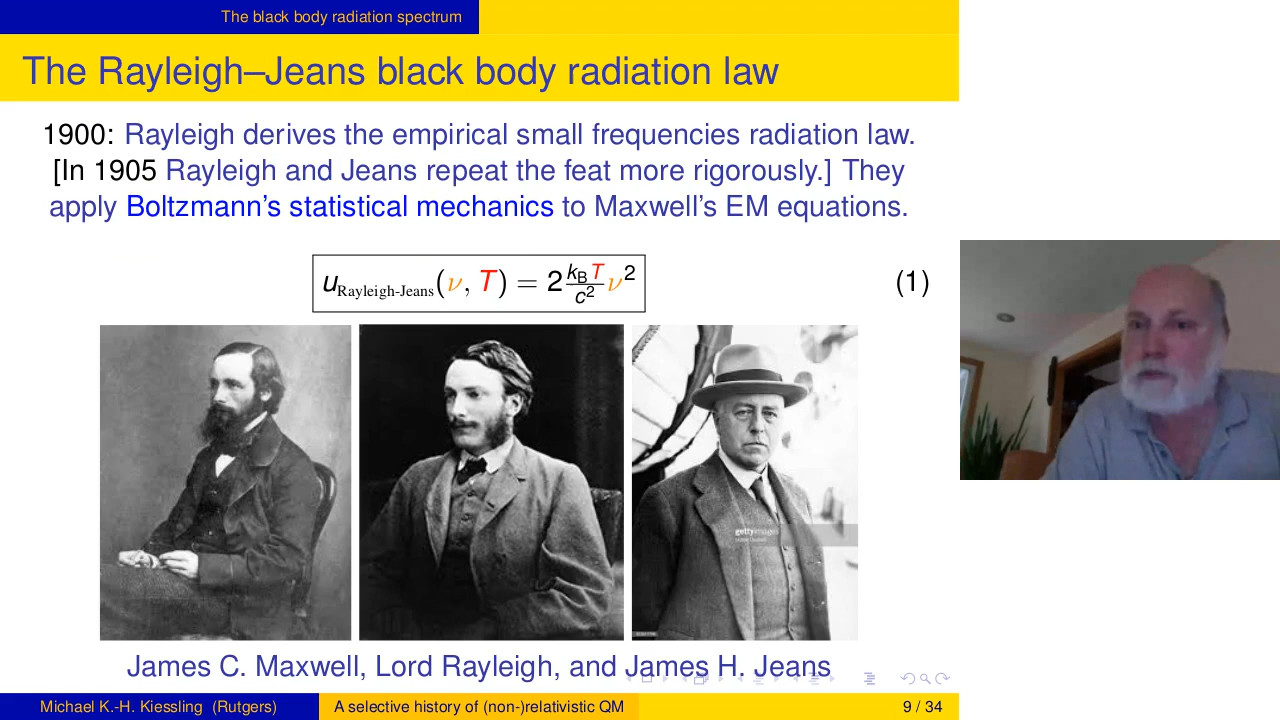 The black body radiation spectrum
The Rayleigh–Jeans black body radiation law
1900: Rayleigh derives the empirical small frequencies radiation law.
[In 1905 Rayleigh and Jeans repeat the feat more rigorously.] They
apply Boltzmann's statistical mechanics to Maxwell's EM equations.
u_Rayleigh-Jeans(ν, T) = 2 k_B T / c² ν² (1)
gettyimages
James C. Maxwell, Lord Rayleigh, and James H. Jeans
Michael K.-H. Kiessling (Rutgers) A selective history of (non-)relativistic QM 9 / 34